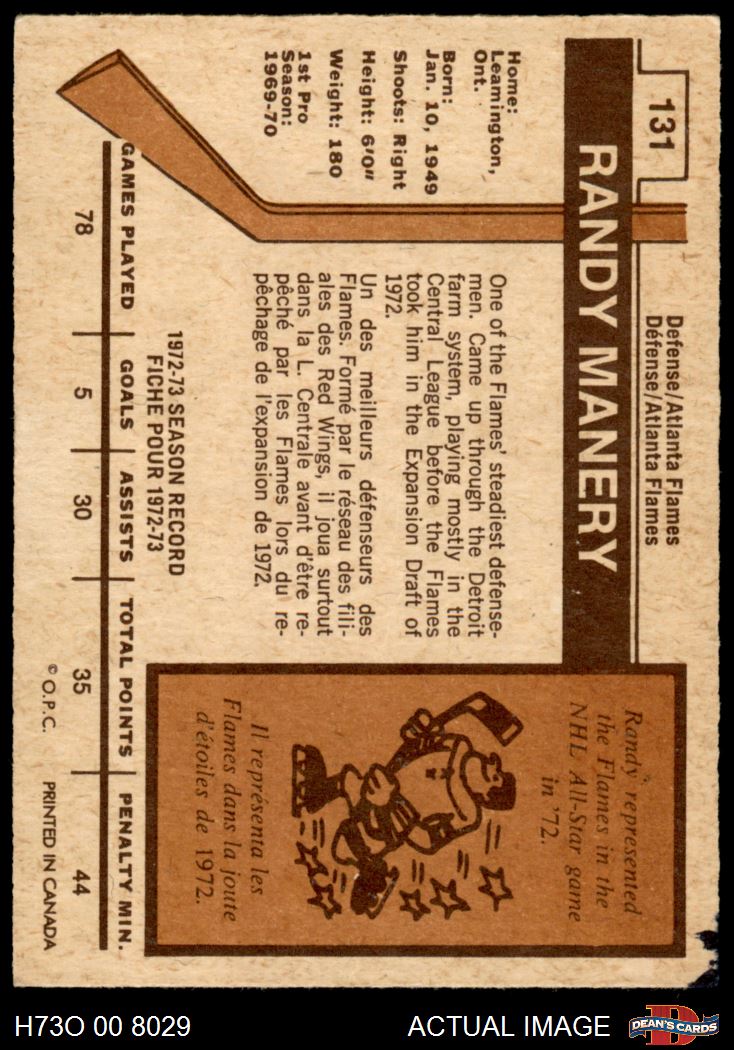 131
Defense/Atlanta Flames
Défense/Atlanta Flames
RANDY MANERY
Home:
Leamington,
Ont.
Born:
Jan. 10, 1949
Shoots: Right
Height: 6'0"
Weight: 180
1st Pro
Season:
1969-70
One of the Flames' steadiest defense-
men. Came up through the Detroit
farm system, playing mostly in the
Central League before the Flames
took him in the Expansion Draft of
1972.
Un des meilleurs défenseurs des
Flames. Formé par le réseau des fili-
ales des Red Wings, il joua surtout
dans la L. Centrale avant d'être re-
pêché par les Flames lors du re-
pêchage de l'expansion de 1972.
Randy represented
the Flames in the
NHL All-Star game
in '72.
Il représenta les
Flames dans la joute
d'étoiles de 1972.
1972-73 SEASON RECORD
FICHE POUR 1972-73
GAMES PLAYED GOALS ASSISTS TOTAL POINTS PENALTY MIN.
78 5 30 35 44
© O.P.C. PRINTED IN CANADA
H73O 00 8029 ACTUAL IMAGE
D
DEAN'S CARDS